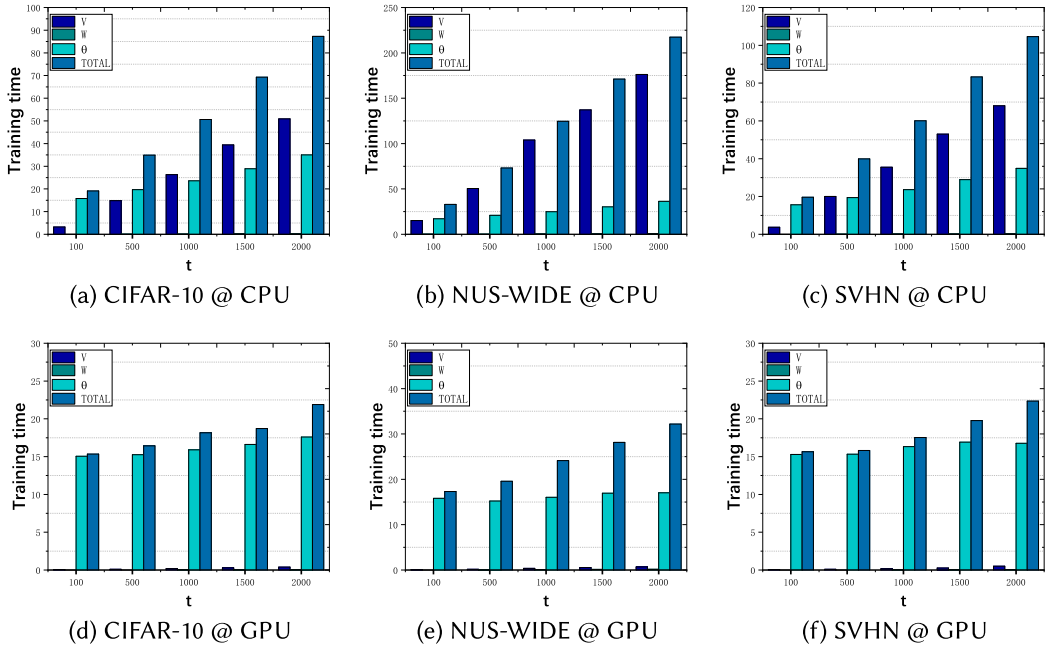 V
W
Θ
TOTAL
100
90
80
70
60
50
40
30
20
10
0
Training time
100 500 1000 1500 2000
t
(a) CIFAR-10 @ CPU
V
W
Θ
TOTAL
250
200
150
100
50
0
Training time
100 500 1000 1500 2000
t
(b) NUS-WIDE @ CPU
V
W
Θ
TOTAL
120
100
80
60
40
20
0
Training time
100 500 1000 1500 2000
t
(c) SVHN @ CPU
V
W
Θ
TOTAL
30
25
20
15
10
5
0
Training time
100 500 1000 1500 2000
t
(d) CIFAR-10 @ GPU
V
W
Θ
TOTAL
50
40
30
20
10
0
Training time
100 500 1000 1500 2000
t
(e) NUS-WIDE @ GPU
V
W
Θ
TOTAL
30
25
20
15
10
5
0
Training time
100 500 1000 1500 2000
t
(f) SVHN @ GPU